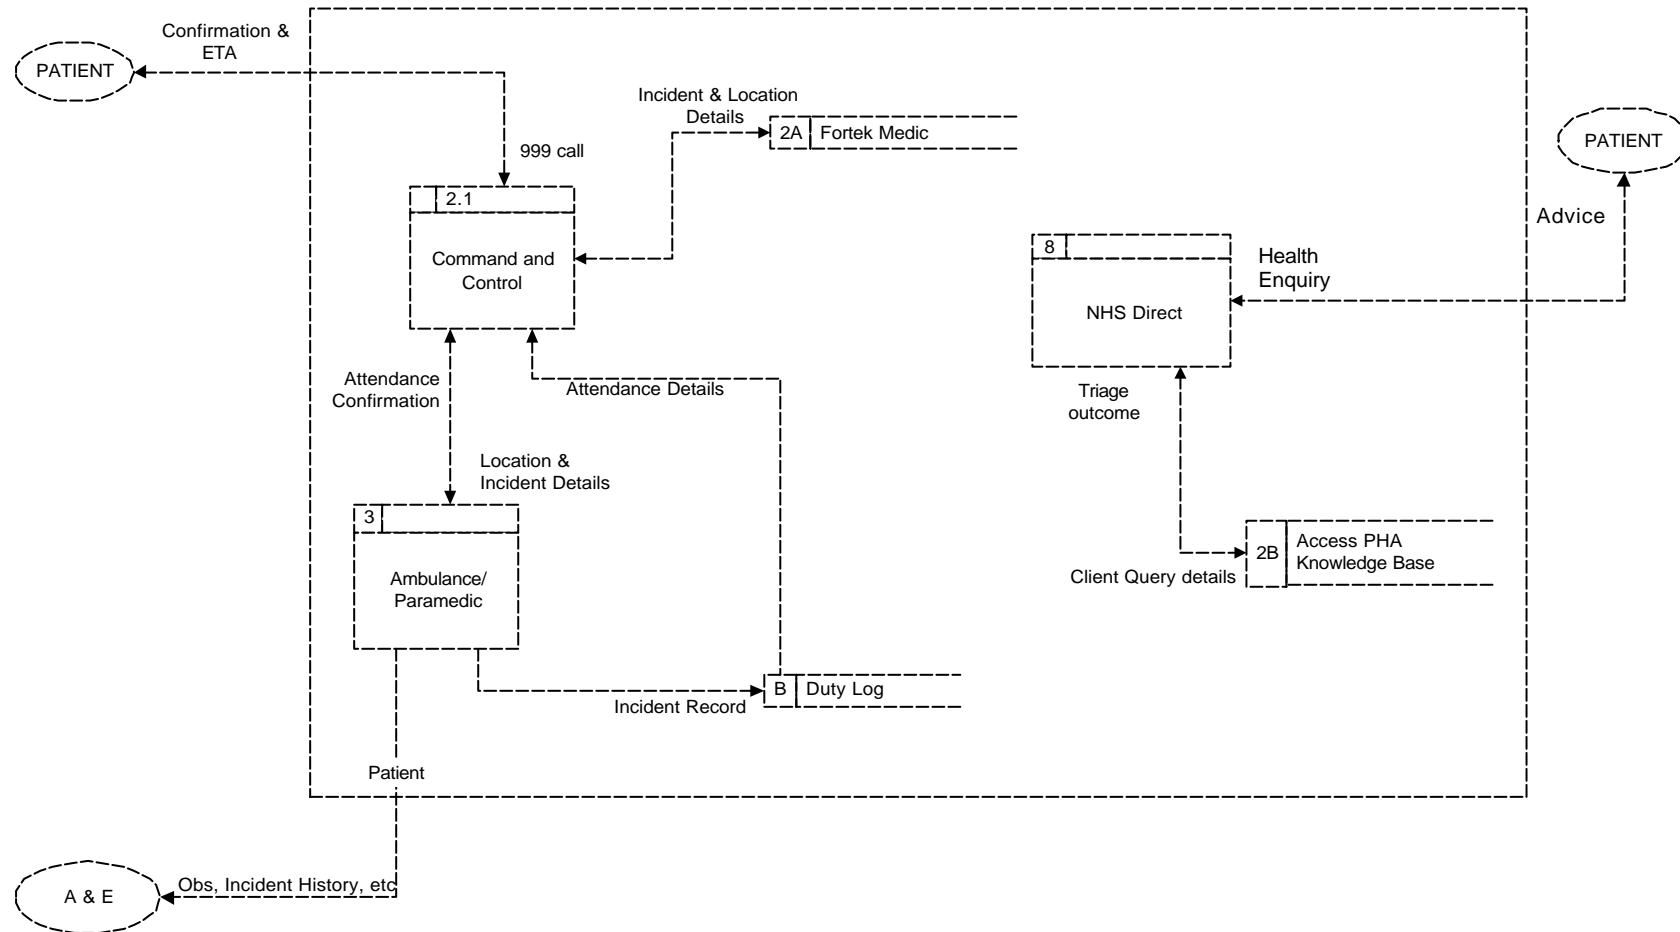 Confirmation &
ETA
PATIENT
Incident & Location
Details
2A Fortek Medic
PATIENT
999 call
2.1
Command and
Control
Advice
8
NHS Direct
Health
Enquiry
Attendance
Confirmation
Attendance Details
Triage
outcome
Location &
Incident Details
3
Ambulance/
Paramedic
2B
Access PHA
Knowledge Base
Client Query details
B Duty Log
Incident Record
Patient
A & E
Obs, Incident History, etc